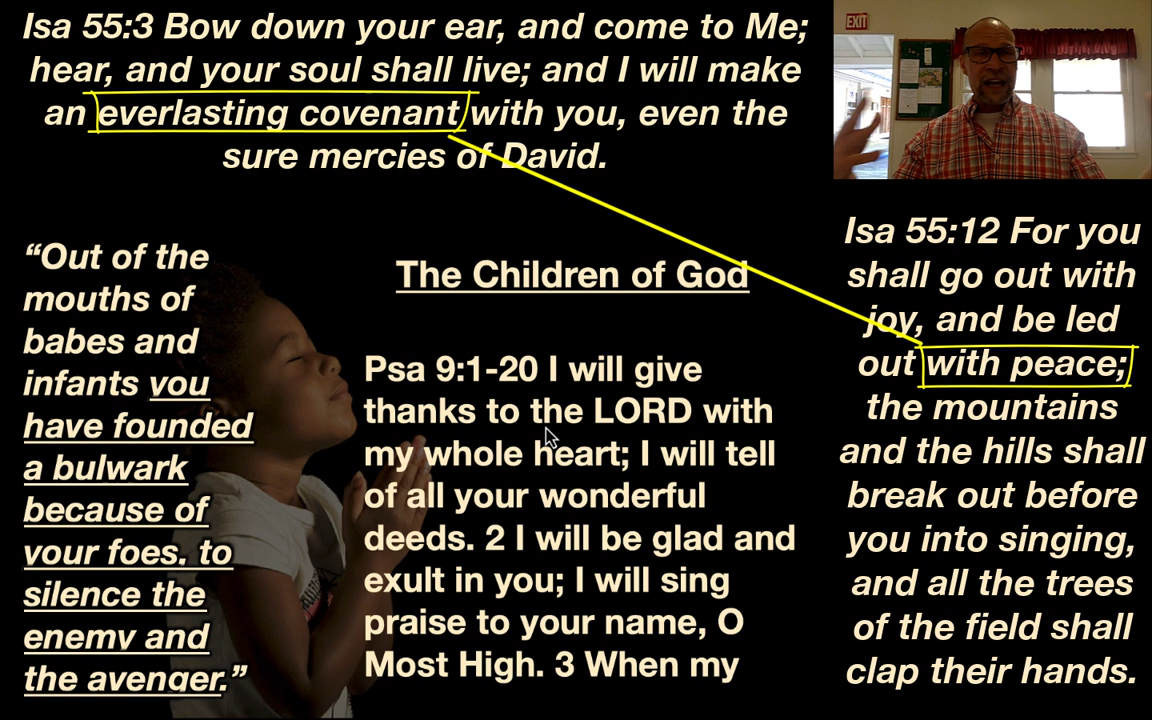 Isa 55:3 Bow down your ear, and come to Me;
hear, and your soul shall live; and I will make
an everlasting covenant with you, even the
sure mercies of David.
EXIT
“Out of the
mouths of
babes and
infants you
have founded
a bulwark
because of
your foes, to
silence the
enemy and
the avenger.”
The Children of God
Psa 9:1-20 I will give
thanks to the LORD with
my whole heart; I will tell
of all your wonderful
deeds. 2 I will be glad and
exult in you; I will sing
praise to your name, O
Most High. 3 When my
Isa 55:12 For you
shall go out with
joy, and be led
out with peace;
the mountains
and the hills shall
break out before
you into singing,
and all the trees
of the field shall
clap their hands.